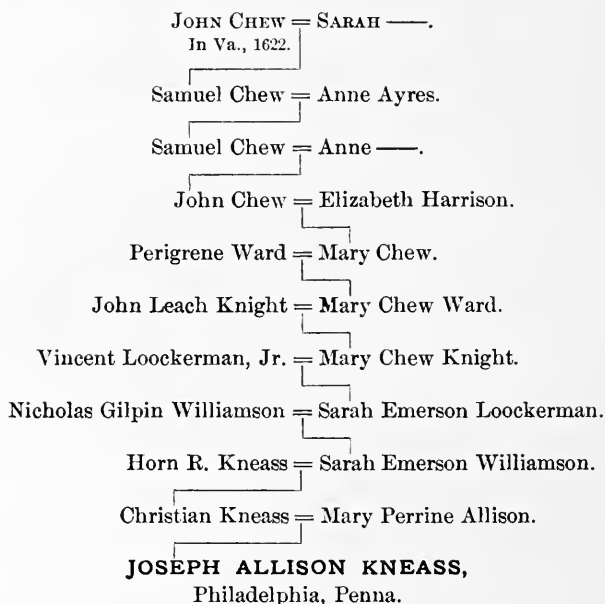 JOHN CHEW = SARAH ——.
In Va., 1622.
Samuel Chew = Anne Ayres.
Samuel Chew = Anne ——.
John Chew = Elizabeth Harrison.
Perigrene Ward = Mary Chew.
John Leach Knight = Mary Chew Ward.
Vincent Loockerman, Jr. = Mary Chew Knight.
Nicholas Gilpin Williamson = Sarah Emerson Loockerman.
Horn R. Kneass = Sarah Emerson Williamson.
Christian Kneass = Mary Perrine Allison.
JOSEPH ALLISON KNEASS,
Philadelphia, Penna.